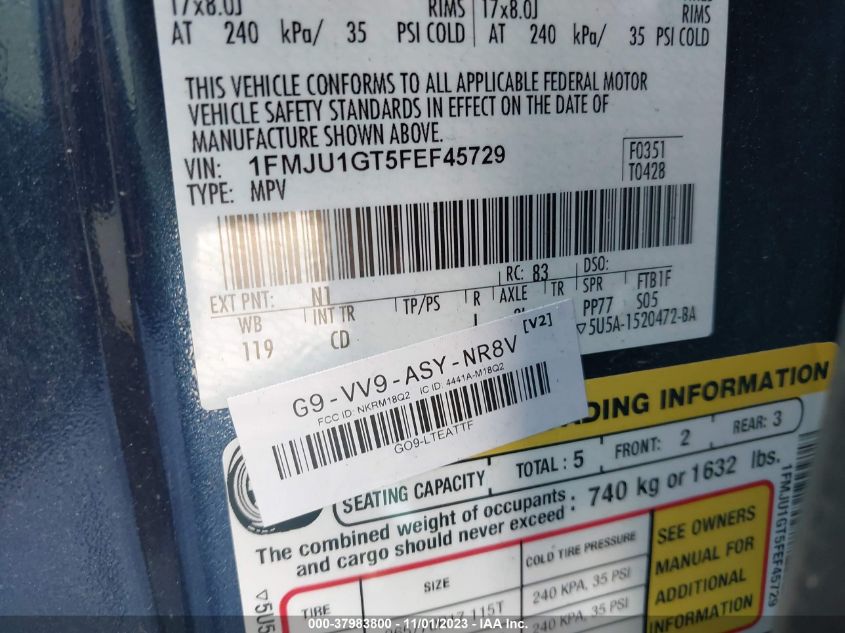 17x8.0J RIMS 17x8.0J RIMS
AT 240 kPa/ 35 PSI COLD AT 240 kPa/ 35 PSI COLD
THIS VEHICLE CONFORMS TO ALL APPLICABLE FEDERAL MOTOR
VEHICLE SAFETY STANDARDS IN EFFECT ON THE DATE OF
MANUFACTURE SHOWN ABOVE.
VIN: 1FMJU1GT5FEF45729
F0351
TYPE: MPV
T0428
RC: 83 DSO:
EXT PNT: N1
WB INT TR TP/PS R AXLE TR SPR FTB1F
119 CD PP77 S05
▽5U5A-1520472-BA
[V2]
G9-VV9-ASY-NR8V
FCC ID: NKRM18Q2 IC ID: 4441A-M18Q2
GO9-LTEATTF
ADING INFORMATION
SEATING CAPACITY TOTAL : 5 FRONT: 2 REAR: 3
The combined weight of occupants
and cargo should never exceed : 740 kg or 1632 lbs.
TIRE SIZE COLD TIRE PRESSURE SEE OWNERS
MANUAL FOR
ADDITIONAL
INFORMATION
115T 240 KPA, 35 PSI
240 KPA, 35 PSI
▽5U5
1FMJU1GT5FEF45729
000-37983800 - 11/01/2023 - #000